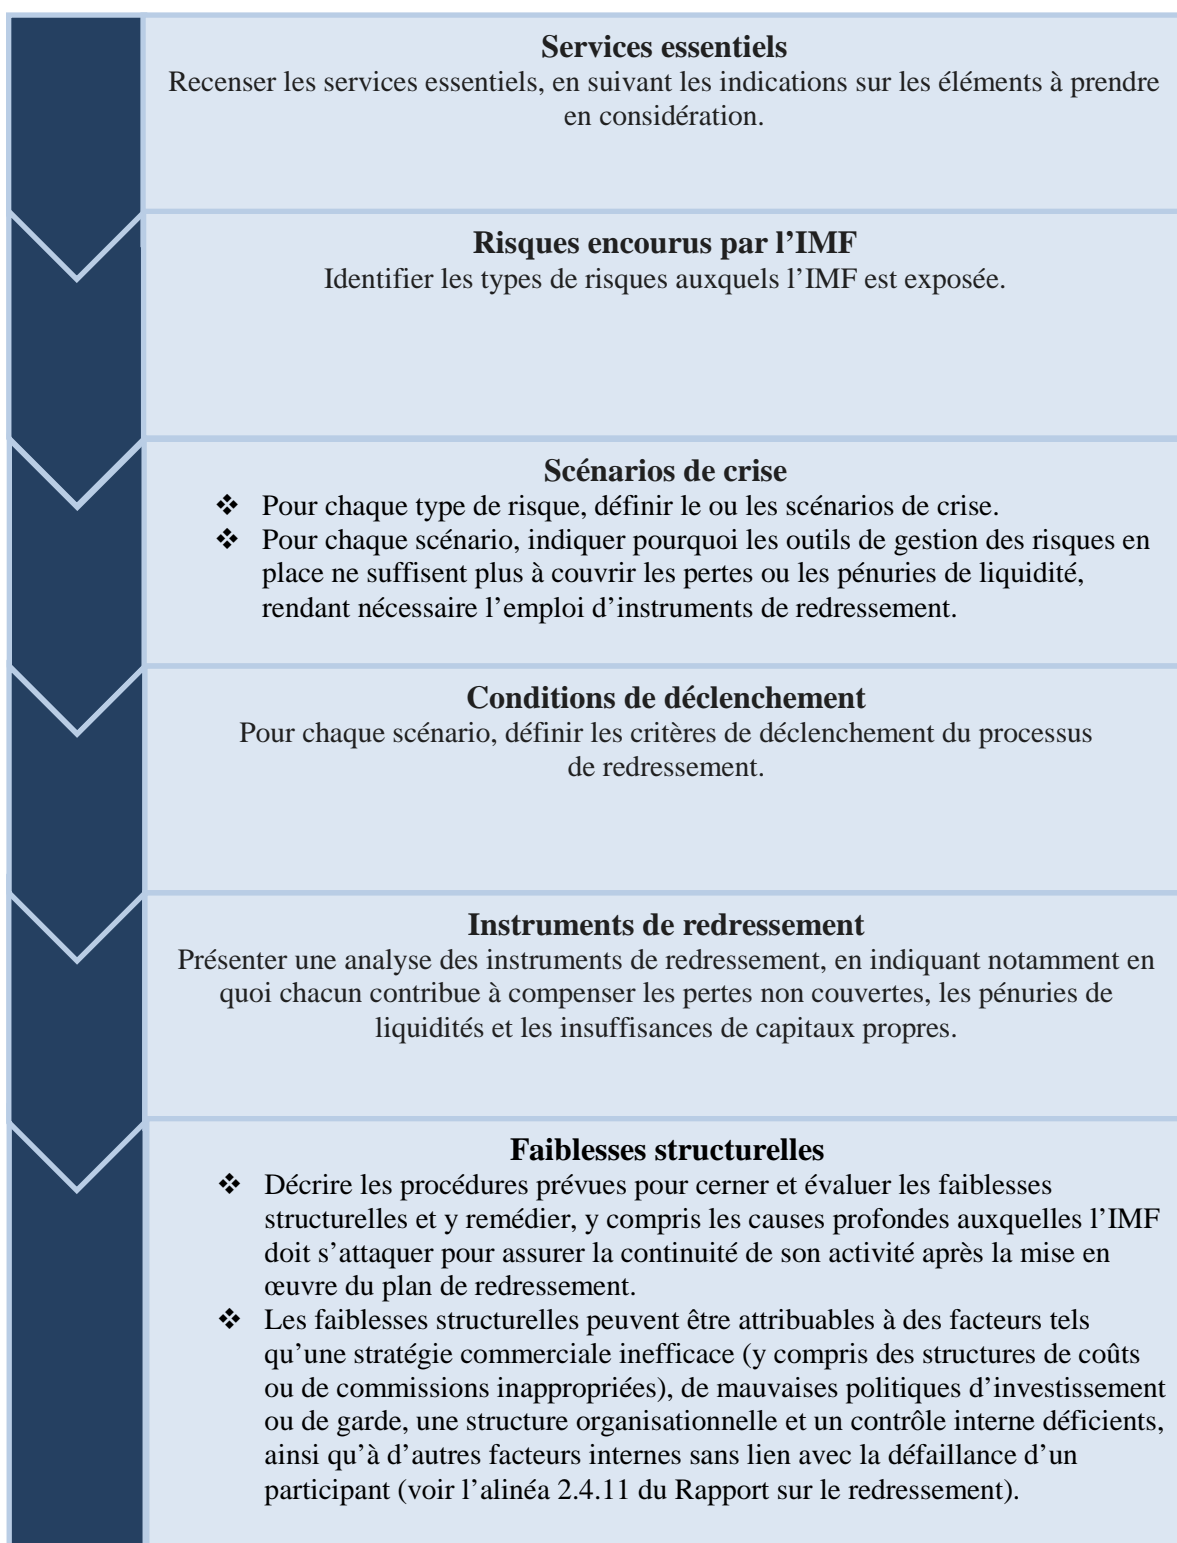 Services essentiels
Recenser les services essentiels, en suivant les indications sur les éléments à prendre
en considération.
Risques encourus par l’IMF
Identifier les types de risques auxquels l’IMF est exposée.
Scénarios de crise
❖ Pour chaque type de risque, définir le ou les scénarios de crise.
❖ Pour chaque scénario, indiquer pourquoi les outils de gestion des risques en
place ne suffisent plus à couvrir les pertes ou les pénuries de liquidité,
rendant nécessaire l’emploi d’instruments de redressement.
Conditions de déclenchement
Pour chaque scénario, définir les critères de déclenchement du processus
de redressement.
Instruments de redressement
Présenter une analyse des instruments de redressement, en indiquant notamment en
quoi chacun contribue à compenser les pertes non couvertes, les pénuries de
liquidités et les insuffisances de capitaux propres.
Faiblesses structurelles
❖ Décrire les procédures prévues pour cerner et évaluer les faiblesses
structurelles et y remédier, y compris les causes profondes auxquelles l’IMF
doit s’attaquer pour assurer la continuité de son activité après la mise en
œuvre du plan de redressement.
❖ Les faiblesses structurelles peuvent être attribuables à des facteurs tels
qu’une stratégie commerciale inefficace (y compris des structures de coûts
ou de commissions inappropriées), de mauvaises politiques d’investissement
ou de garde, une structure organisationnelle et un contrôle interne déficients,
ainsi qu’à d’autres facteurs internes sans lien avec la défaillance d’un
participant (voir l’alinéa 2.4.11 du Rapport sur le redressement).